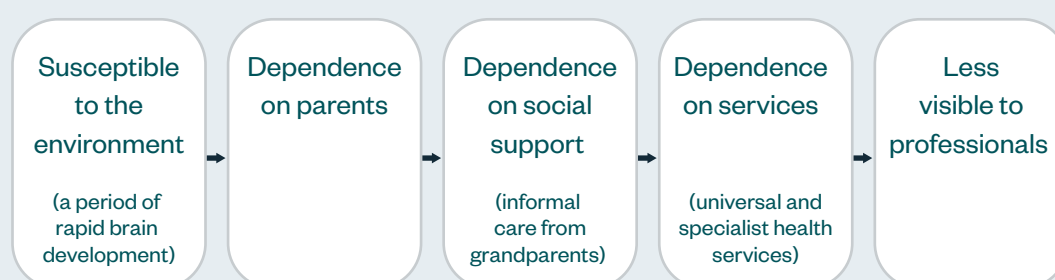 Susceptible
to the
environment
(a period of
rapid brain
development)
Dependence
on parents
Dependence
on social
support
(informal
care from
grandparents)
Dependence
on services
(universal and
specialist health
services)
Less
visible to
professionals